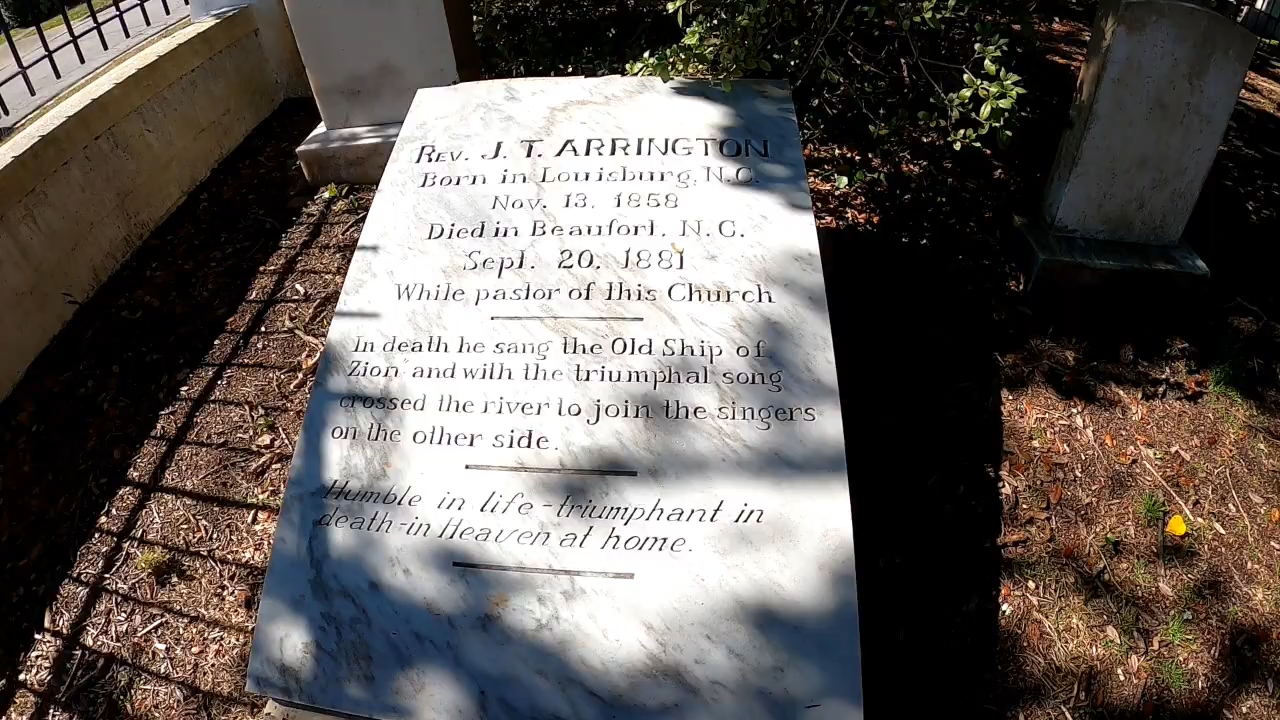 REV. J. T. ARRINGTON
Born in Louisburg, N.C.
Nov. 13, 1858
Died in Beaufort, N.C.
Sept. 20, 1881
While pastor of this Church
In death he sang the Old Ship of
Zion and with the triumphal song
crossed the river to join the singers
on the other side.
Humble in life - triumphant in
death - in Heaven at home.